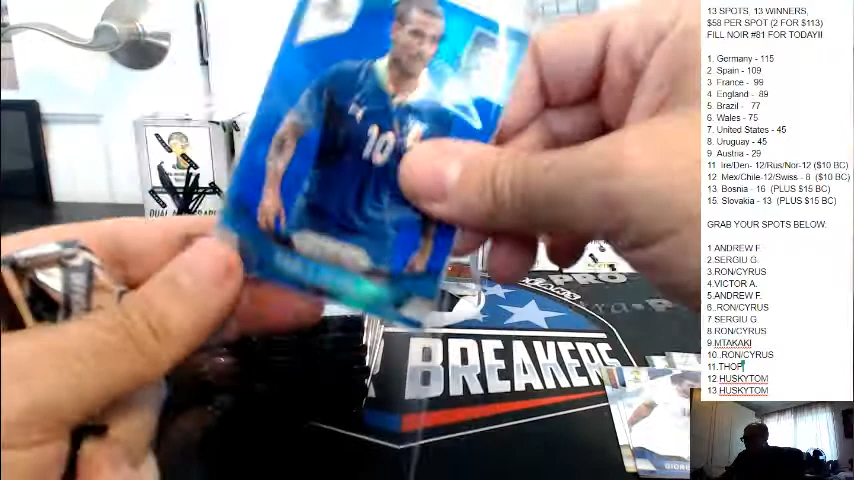 13 SPOTS, 13 WINNERS,
$58 PER SPOT (2 FOR $113)
FILL NOIR #81 FOR TODAY!!
1. Germany - 115
2 Spain - 109
3 France - 99
4 England - 89
5 Brazil - 77
6. Wales - 75
7. United States - 45
8. Uruguay - 45
9 Austria - 29
11 Ire/Den- 12/Rus/Nor-12 ($10 BC)
12 Mex/Chile-12/Swiss - 8 ($10 BC)
13. Bosnia - 16 (PLUS $15 BC)
15. Slovakia - 13 (PLUS $15 BC)
GRAB YOUR SPOTS BELOW:
1 ANDREW F.
2.SERGIU G.
3.RON/CYRUS
4.VICTOR A.
5.ANDREW F.
6..RON/CYRUS
7.SERGIU G
8.RON/CYRUS
9.MTAKAKI
10..RON/CYRUS
11.THOP
12.HUSKYTOM
13.HUSKYTOM
10
DUAL
PRO
BREAKERS